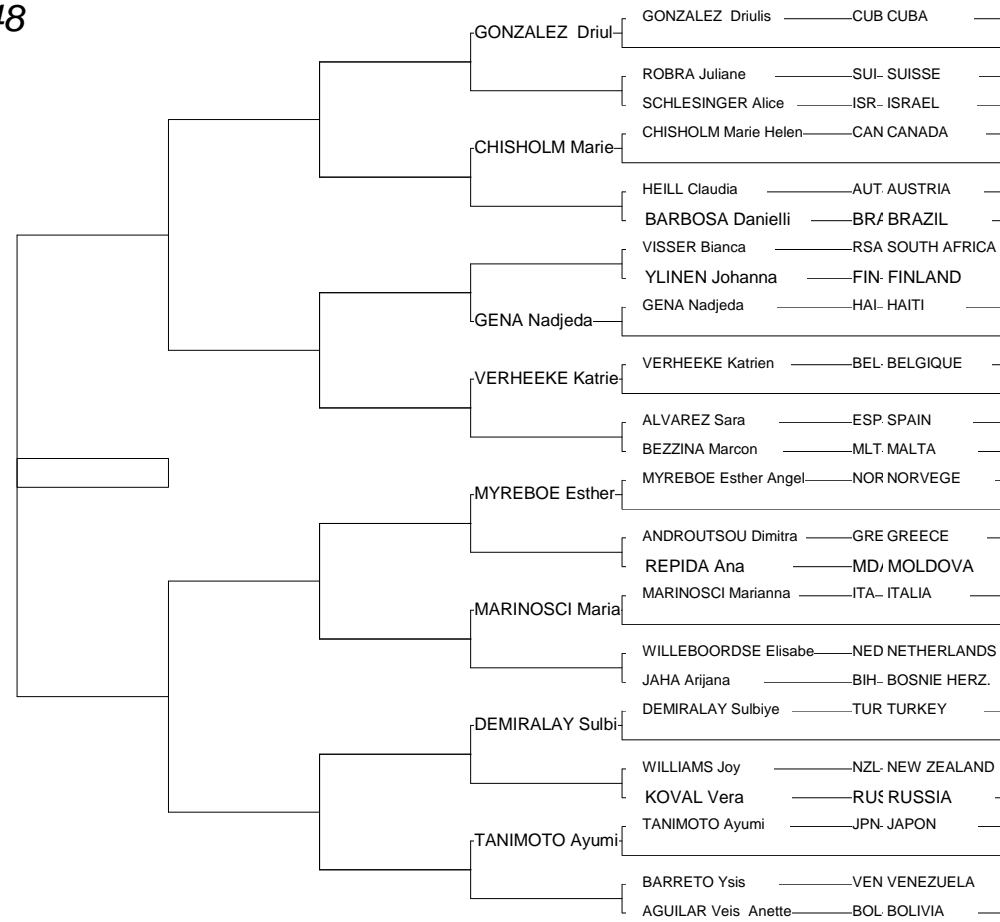 48
GONZALEZ Driulis CUB CUBA
GONZALEZ Driul
ROBRA Juliane SUI SUISSE
SCHLESINGER Alice ISR ISRAEL
CHISHOLM Marie Helen CAN CANADA
CHISHOLM Marie
HEILL Claudia AUT AUSTRIA
BARBOSA Danielli BRA BRAZIL
VISSER Bianca RSA SOUTH AFRICA
YLINEN Johanna FIN FINLAND
GENA Nadjeda HAI HAITI
GENA Nadjeda
VERHEEKE Katrien BEL BELGIQUE
VERHEEKE Katrie
ALVAREZ Sara ESP SPAIN
BEZZINA Marcon MLT MALTA
MYREBOE Esther Angel NOR NORVEGE
MYREBOE Esther
ANDROUTSOU Dimitra GRE GREECE
REPIDA Ana MDA MOLDOVA
MARINOSCI Marianna ITA ITALIA
MARINOSCI Maria
WILLEBOORDSE Elisabe NED NETHERLANDS
JAHA Arijana BIH BOSNIE HERZ.
DEMIRALAY Sulbiye TUR TURKEY
DEMIRALAY Sulbi
WILLIAMS Joy NZL NEW ZEALAND
KOVAL Vera RUS RUSSIA
TANIMOTO Ayumi JPN JAPON
TANIMOTO Ayumi
BARRETO Ysis VEN VENEZUELA
AGUILAR Veis Anette BOL BOLIVIA